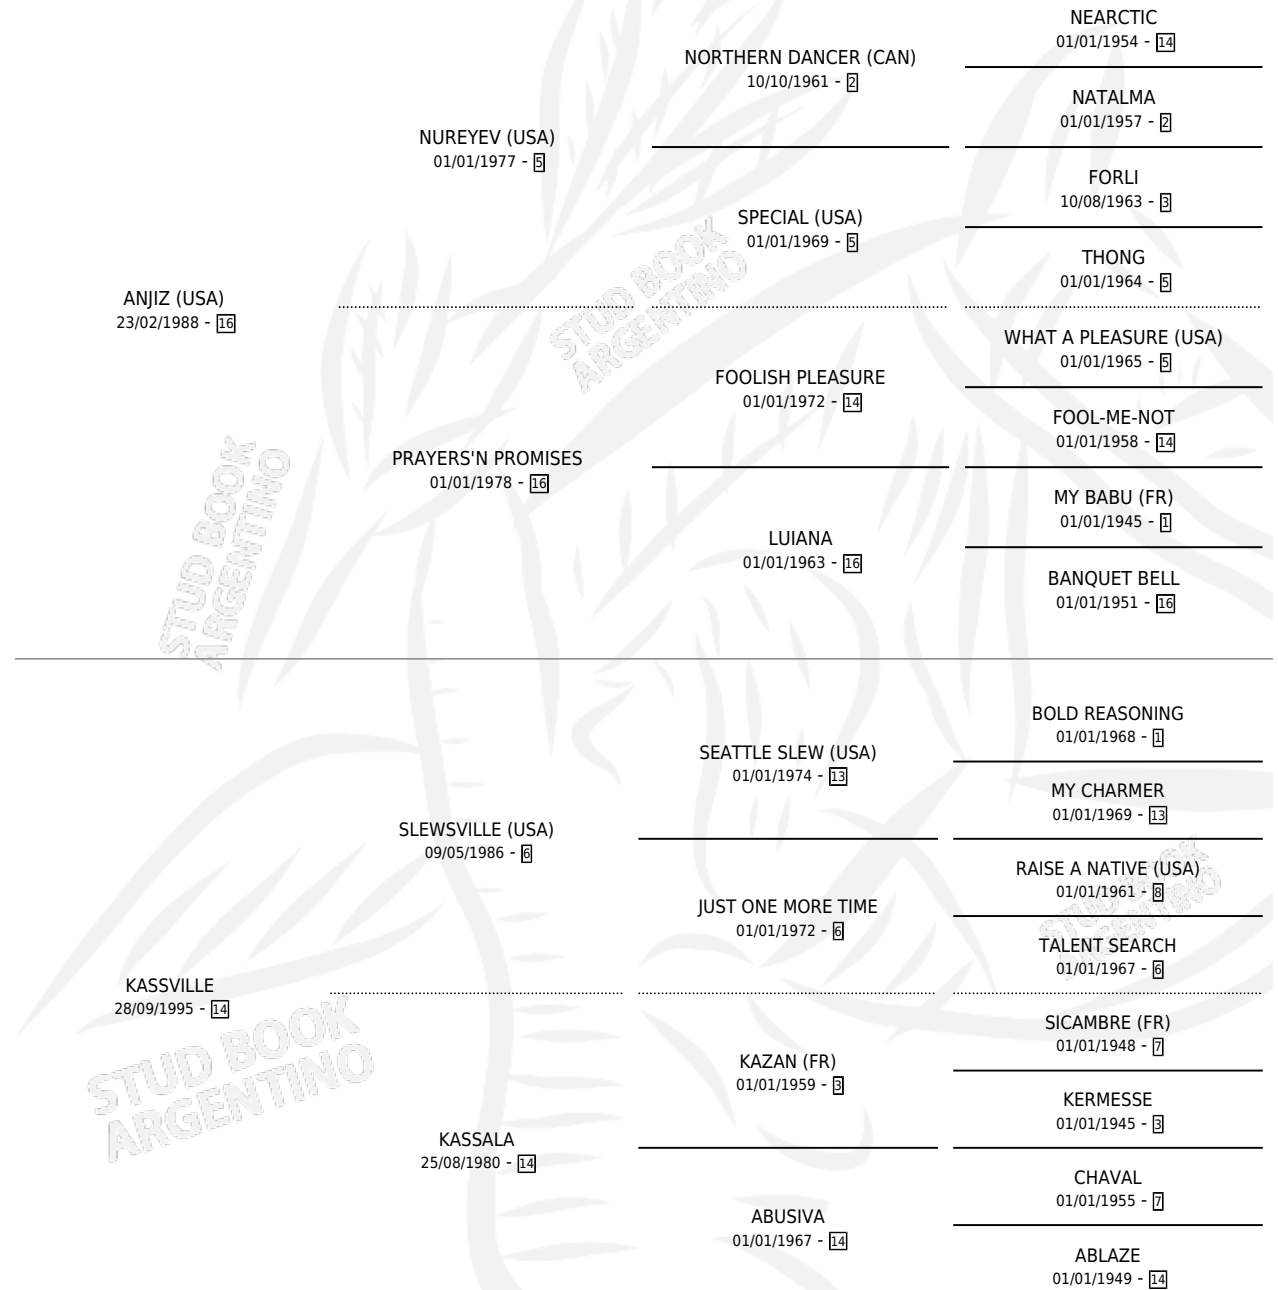 NEARCTIC
01/01/1954 - 14
NORTHERN DANCER (CAN)
10/10/1961 - 2
NATALMA
01/01/1957 - 2
NUREYEV (USA)
01/01/1977 - 5
FORLI
10/08/1963 - 3
SPECIAL (USA)
01/01/1969 - 5
THONG
01/01/1964 - 5
ANJIZ (USA)
23/02/1988 - 16
WHAT A PLEASURE (USA)
01/01/1965 - 5
FOOLISH PLEASURE
01/01/1972 - 14
FOOL-ME-NOT
01/01/1958 - 14
PRAYERS'N PROMISES
01/01/1978 - 16
MY BABU (FR)
01/01/1945 - 1
LUIANA
01/01/1963 - 16
BANQUET BELL
01/01/1951 - 16
BOLD REASONING
01/01/1968 - 1
SEATTLE SLEW (USA)
01/01/1974 - 13
MY CHARMER
01/01/1969 - 13
SLEWSVILLE (USA)
09/05/1986 - 6
RAISE A NATIVE (USA)
01/01/1961 - 8
JUST ONE MORE TIME
01/01/1972 - 6
TALENT SEARCH
01/01/1967 - 6
KASSVILLE
28/09/1995 - 14
SICAMBRE (FR)
01/01/1948 - 7
KAZAN (FR)
01/01/1959 - 3
KERMESSE
01/01/1945 - 3
KASSALA
25/08/1980 - 14
CHAVAL
01/01/1955 - 7
ABUSIVA
01/01/1967 - 14
ABLAZE
01/01/1949 - 14
STUD BOOK
ARGENTINO
STUD BOOK
ARGENTINO
STUD BOOK
ARGENTINO
STUD BOOK
ARGENTINO